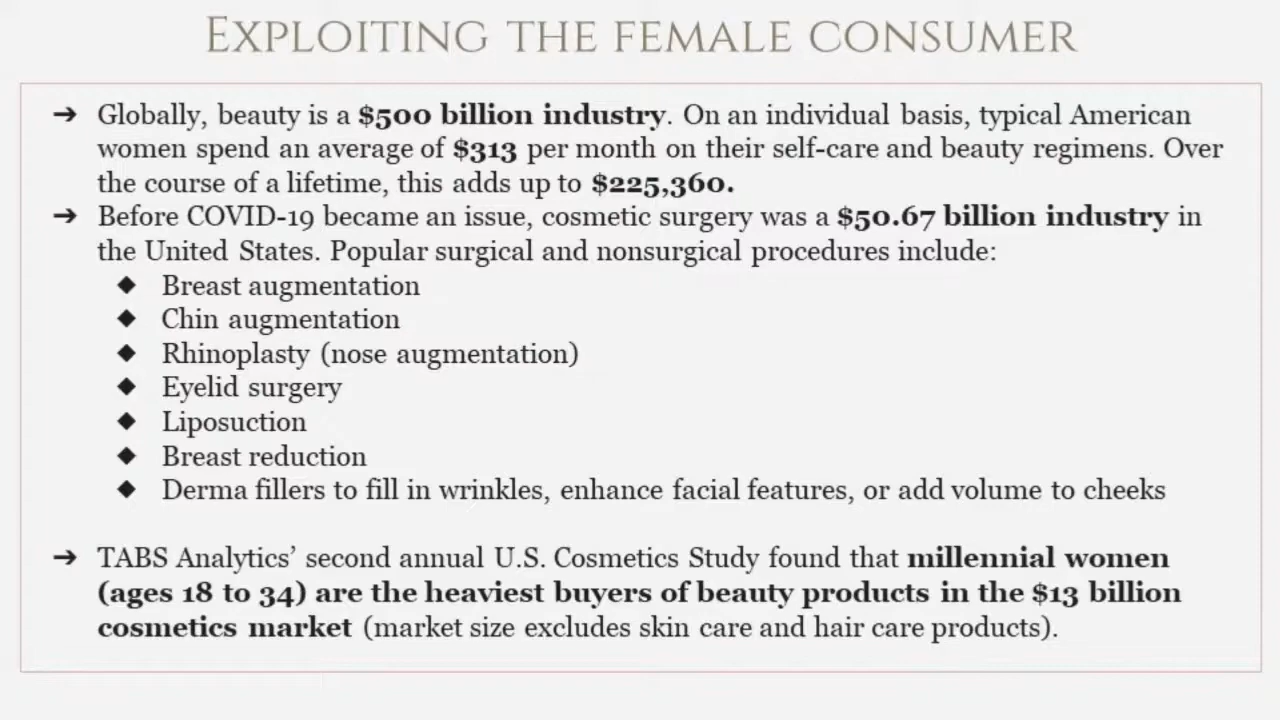 EXPLOITING THE FEMALE CONSUMER
➔ Globally, beauty is a $500 billion industry. On an individual basis, typical American
women spend an average of $313 per month on their self-care and beauty regimens. Over
the course of a lifetime, this adds up to $225,360.
➔ Before COVID-19 became an issue, cosmetic surgery was a $50.67 billion industry in
the United States. Popular surgical and nonsurgical procedures include:
◆ Breast augmentation
◆ Chin augmentation
◆ Rhinoplasty (nose augmentation)
◆ Eyelid surgery
◆ Liposuction
◆ Breast reduction
◆ Derma fillers to fill in wrinkles, enhance facial features, or add volume to cheeks
➔ TABS Analytics’ second annual U.S. Cosmetics Study found that millennial women
(ages 18 to 34) are the heaviest buyers of beauty products in the $13 billion
cosmetics market (market size excludes skin care and hair care products).